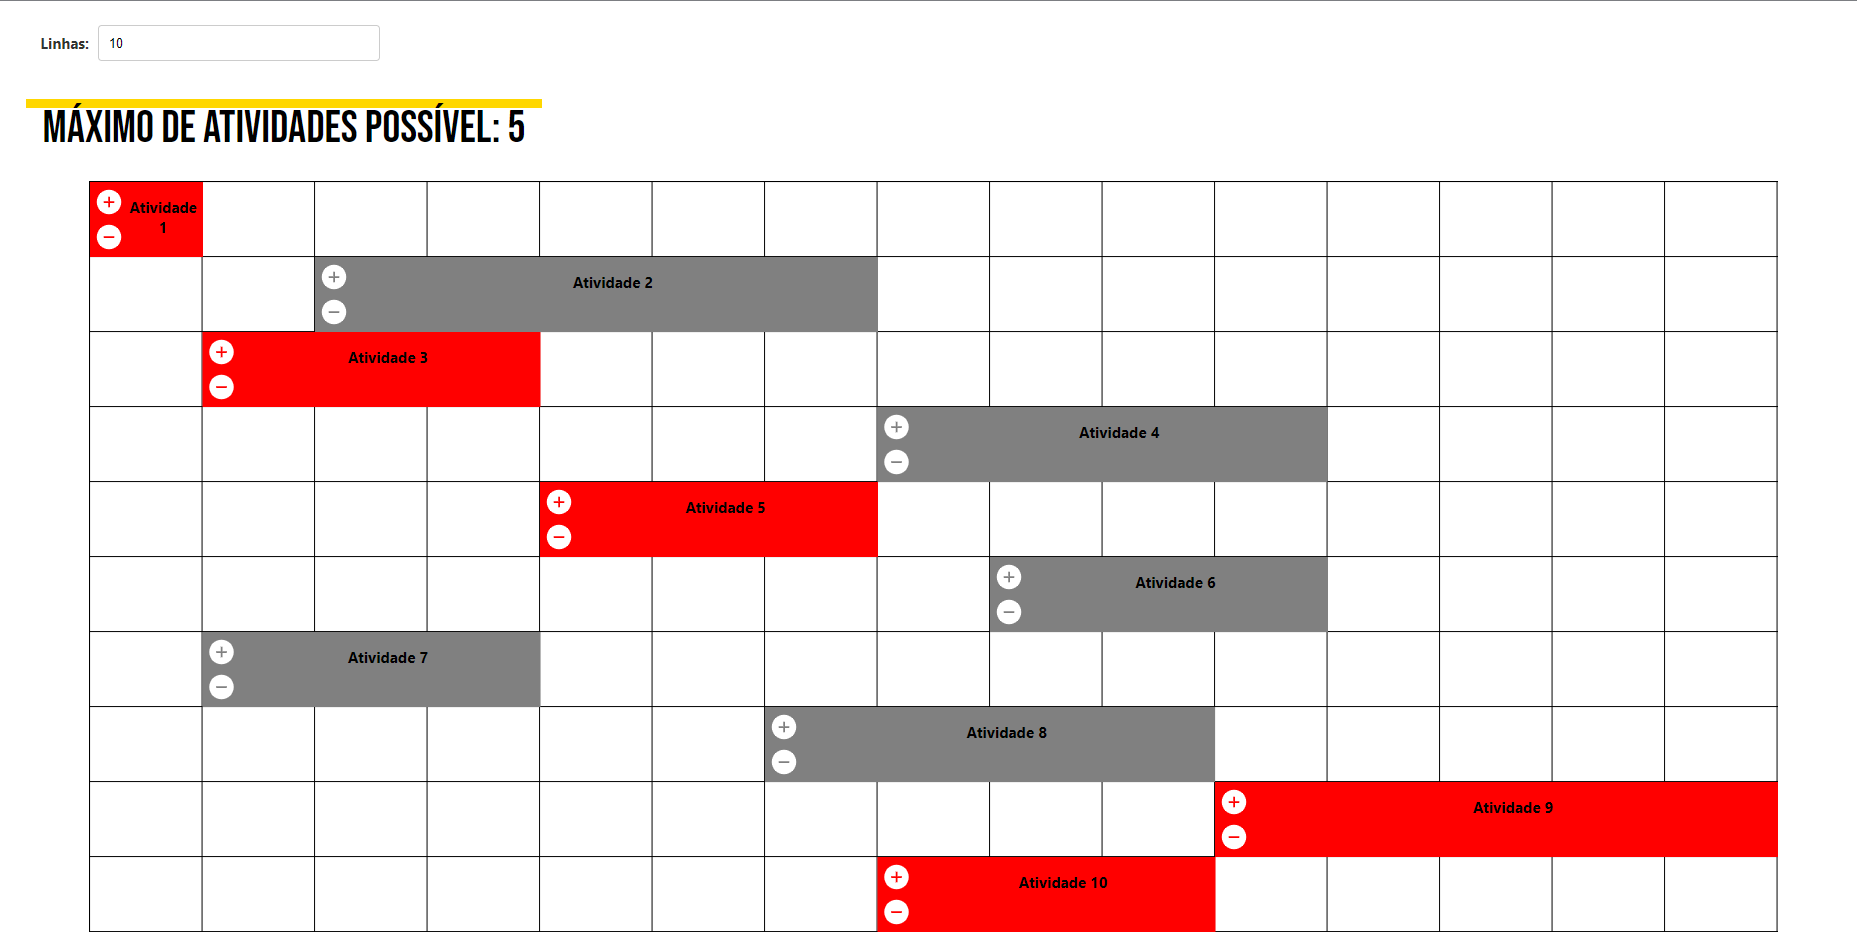 Linhas: 10
MÁXIMO DE ATIVIDADES POSSÍVEL: 5
Atividade
1
Atividade 2
Atividade 3
Atividade 4
Atividade 5
Atividade 6
Atividade 7
Atividade 8
Atividade 9
Atividade 10